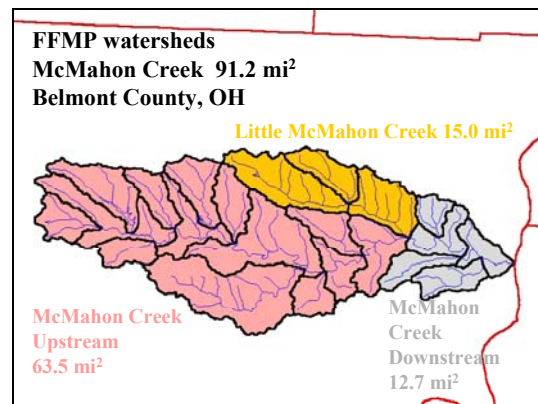 FFMP watersheds
McMahon Creek 91.2 mi²
Belmont County, OH
Little McMahon Creek 15.0 mi²
McMahon Creek
Upstream
63.5 mi²
McMahon
Creek
Downstream
12.7 mi²